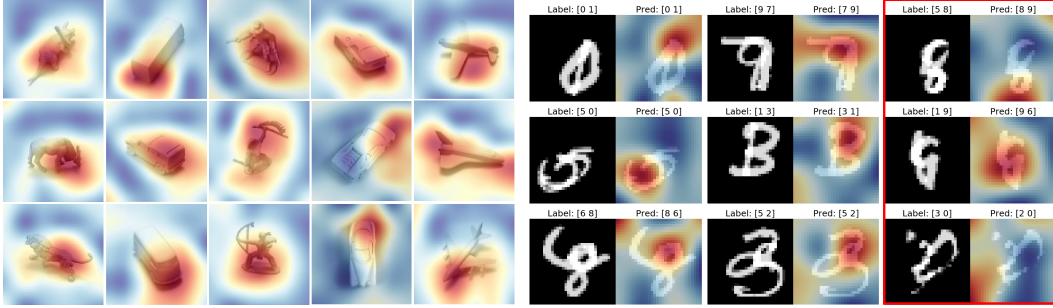 Label: [0 1] Pred: [0 1] Label: [9 7] Pred: [7 9] Label: [5 8] Pred: [8 9]
Label: [5 0] Pred: [5 0] Label: [1 3] Pred: [3 1] Label: [1 9] Pred: [9 6]
Label: [6 8] Pred: [8 6] Label: [5 2] Pred: [5 2] Label: [3 0] Pred: [2 0]